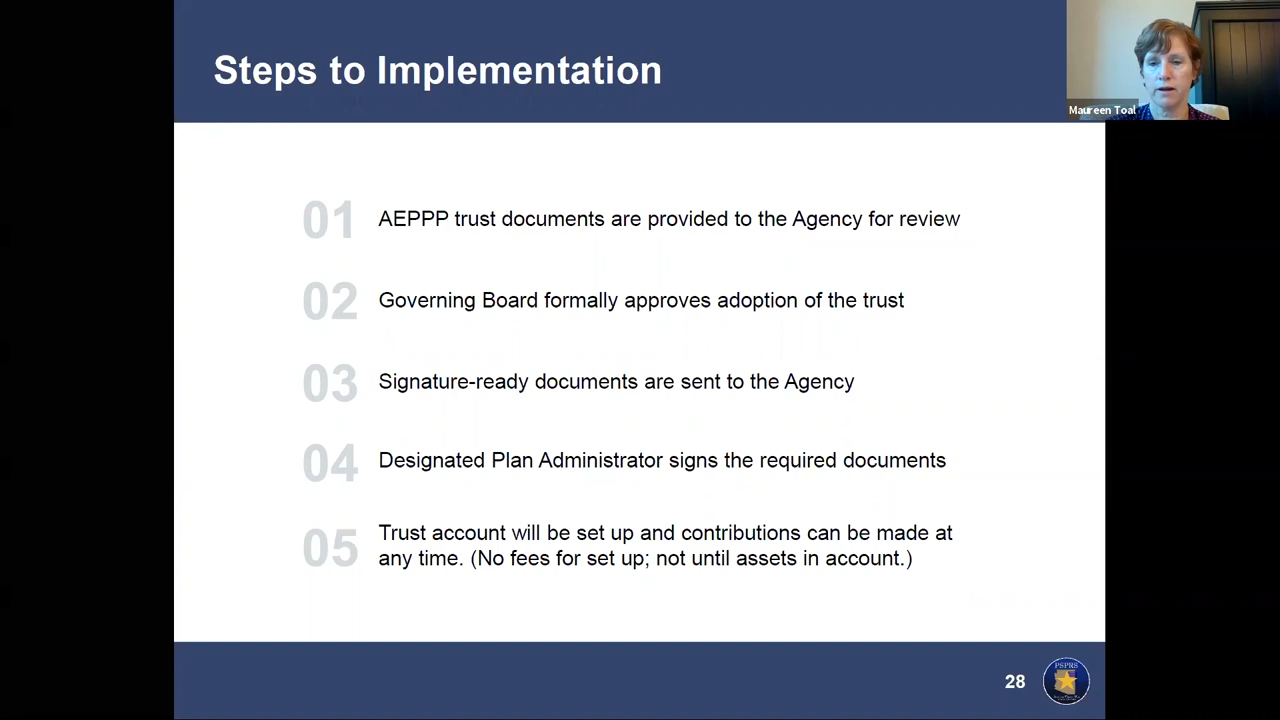 Steps to Implementation
Maureen Toal
01 AEPPP trust documents are provided to the Agency for review
02 Governing Board formally approves adoption of the trust
03 Signature-ready documents are sent to the Agency
04 Designated Plan Administrator signs the required documents
05 Trust account will be set up and contributions can be made at
any time. (No fees for set up; not until assets in account.)
28
PSPRS